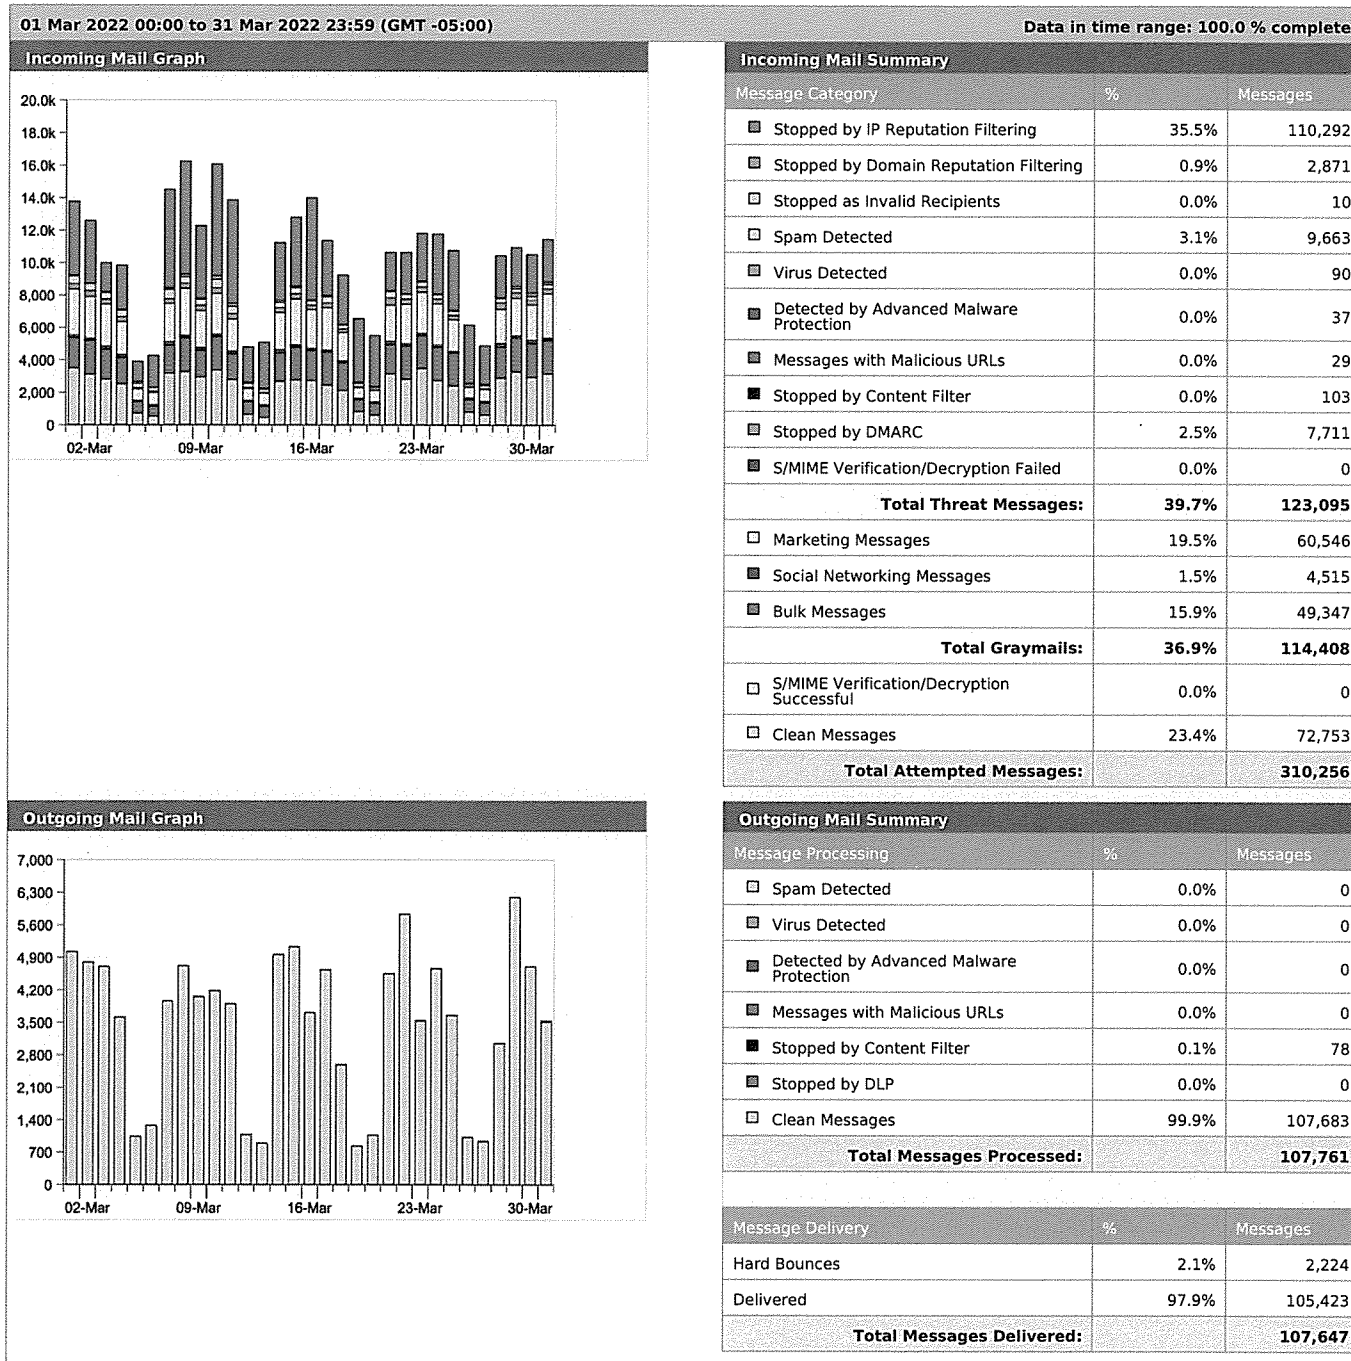 01 Mar 2022 00:00 to 31 Mar 2022 23:59 (GMT -05:00) Data in time range: 100.0 % complete
Incoming Mail Graph
20.0k
18.0k
16.0k
14.0k
12.0k
10.0k
8,000
6,000
4,000
2,000
0
02-Mar 09-Mar 16-Mar 23-Mar 30-Mar
Incoming Mail Summary
Message Category % Messages
Stopped by IP Reputation Filtering 35.5% 110,292
Stopped by Domain Reputation Filtering 0.9% 2,871
Stopped as Invalid Recipients 0.0% 10
Spam Detected 3.1% 9,663
Virus Detected 0.0% 90
Detected by Advanced Malware
Protection 0.0% 37
Messages with Malicious URLs 0.0% 29
Stopped by Content Filter 0.0% 103
Stopped by DMARC 2.5% 7,711
S/MIME Verification/Decryption Failed 0.0% 0
Total Threat Messages: 39.7% 123,095
Marketing Messages 19.5% 60,546
Social Networking Messages 1.5% 4,515
Bulk Messages 15.9% 49,347
Total Graymails: 36.9% 114,408
S/MIME Verification/Decryption
Successful 0.0% 0
Clean Messages 23.4% 72,753
Total Attempted Messages: 310,256
Outgoing Mail Graph
7,000
6,300
5,600
4,900
4,200
3,500
2,800
2,100
1,400
700
0
02-Mar 09-Mar 16-Mar 23-Mar 30-Mar
Outgoing Mail Summary
Message Processing % Messages
Spam Detected 0.0% 0
Virus Detected 0.0% 0
Detected by Advanced Malware
Protection 0.0% 0
Messages with Malicious URLs 0.0% 0
Stopped by Content Filter 0.1% 78
Stopped by DLP 0.0% 0
Clean Messages 99.9% 107,683
Total Messages Processed: 107,761
Message Delivery % Messages
Hard Bounces 2.1% 2,224
Delivered 97.9% 105,423
Total Messages Delivered: 107,647